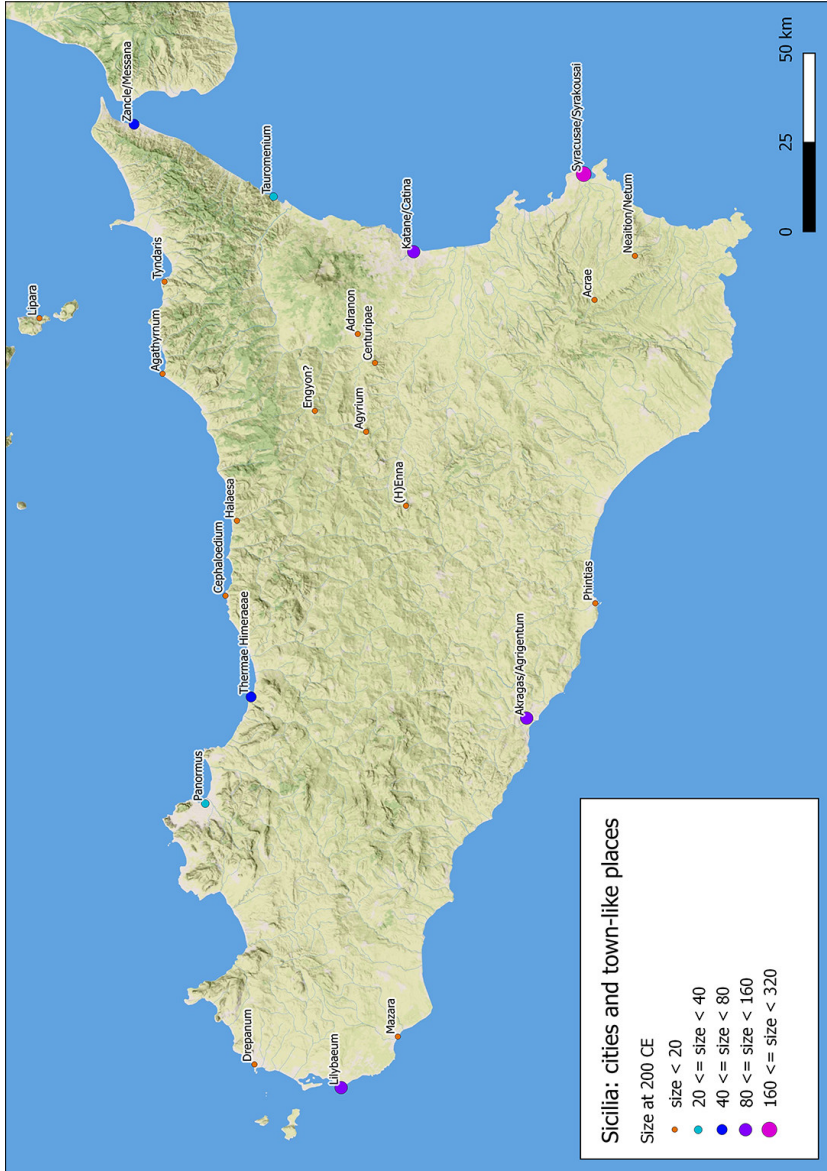 Lipara
Zancle/Messana
Agathyrnum
Tyndaris
Tauromenium
Panormus
Cephaloedium
Halaesa
Thermae Himeraeae
Drepanum
Engyon?
Adranon
Centuripae
Agyrium
Katane/Catina
(H)Enna
Lilybaeum
Mazara
Akragas/Agrigentum
Phintias
Syracusae/Syrakousai
Acrae
Neaition/Netum
Sicilia: cities and town-like places
Size at 200 CE
size < 20
20 <= size < 40
40 <= size < 80
80 <= size < 160
160 <= size < 320
0 25 50 km